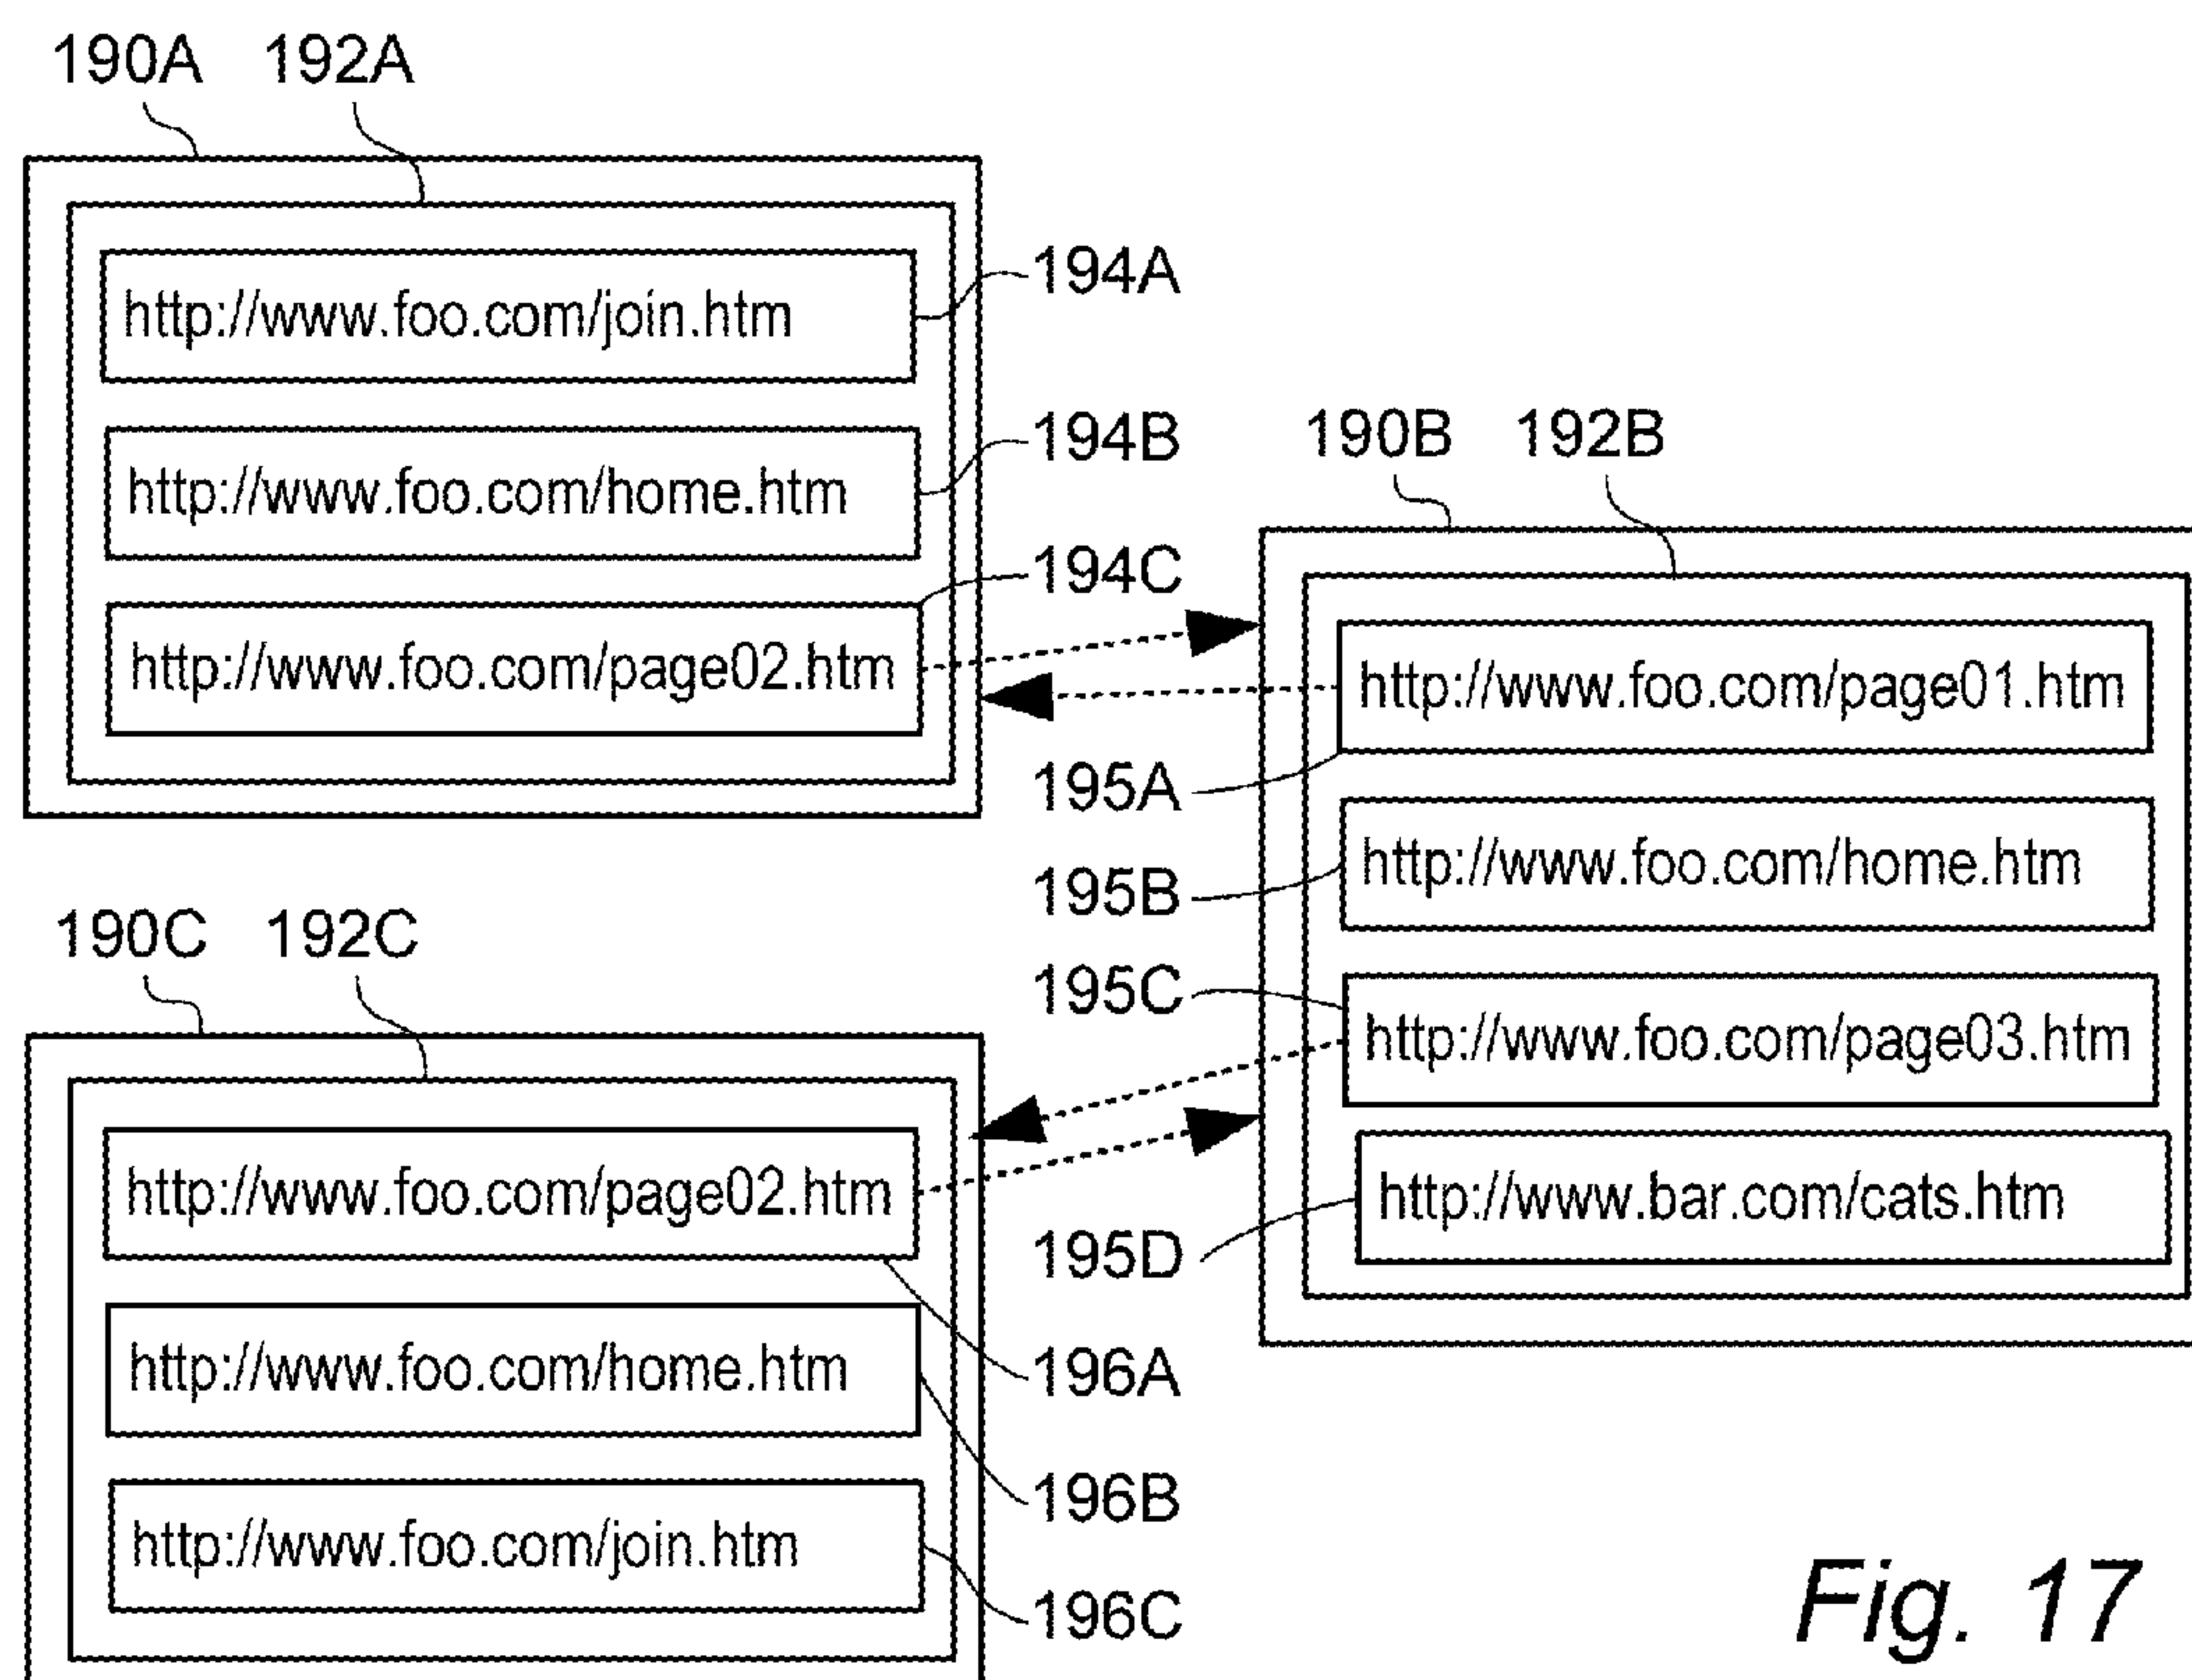 190A 192A
http://www.foo.com/join.htm
194A
http://www.foo.com/home.htm
194B
http://www.foo.com/page02.htm
194C
190B 192B
http://www.foo.com/page01.htm
195A
http://www.foo.com/home.htm
195B
http://www.foo.com/page03.htm
195C
http://www.bar.com/cats.htm
195D
190C 192C
http://www.foo.com/page02.htm
196A
http://www.foo.com/home.htm
196B
http://www.foo.com/join.htm
196C
Fig. 17